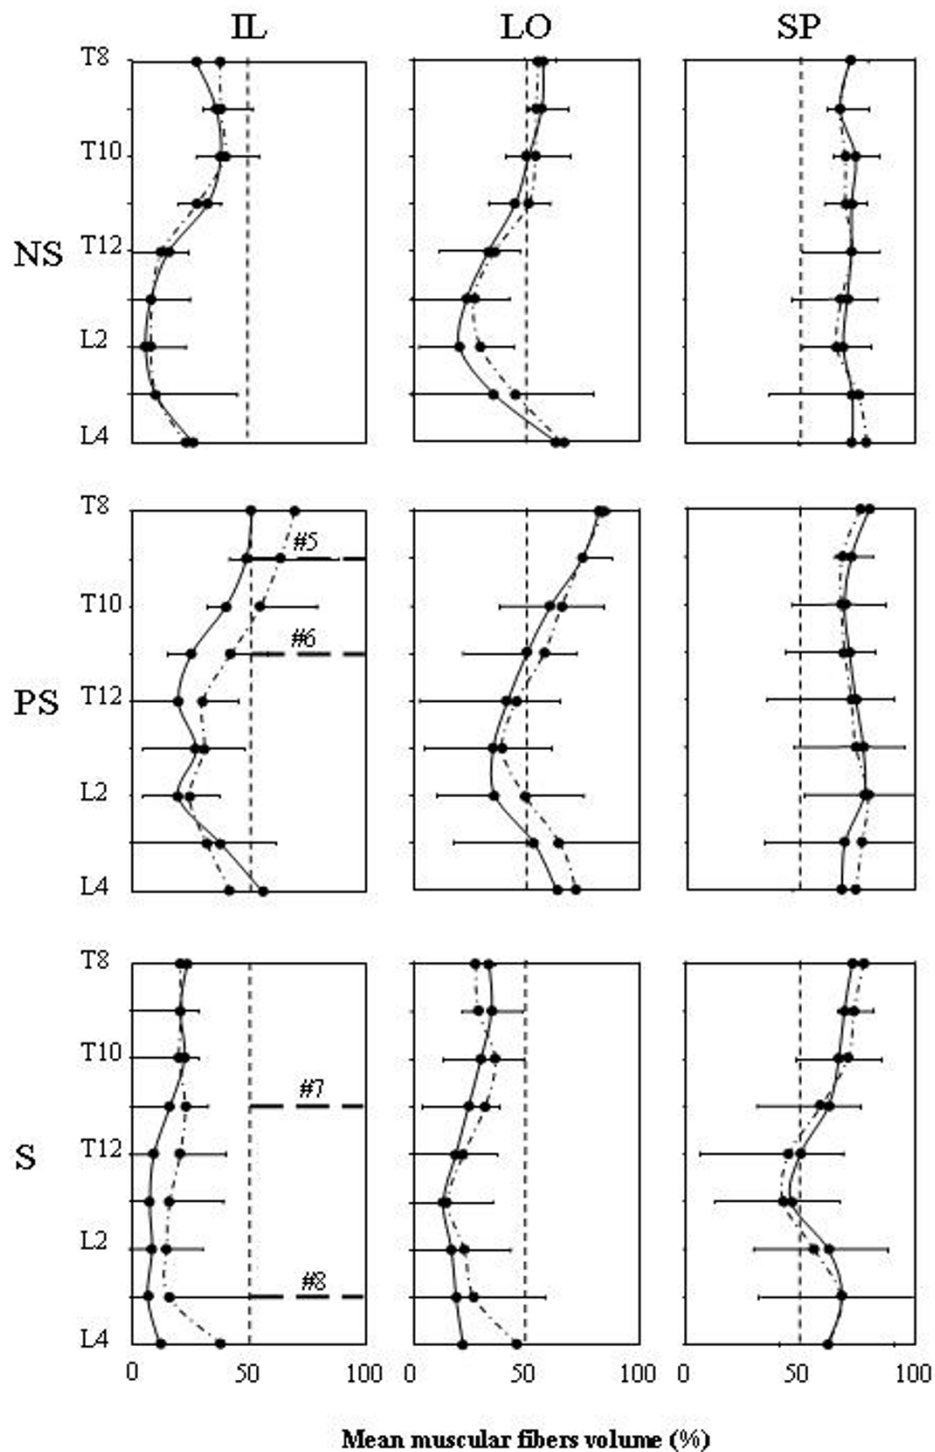 IL LO SP
T8
T10
NS
T12
L2
L4
T8
#5
T10
#6
PS
T12
L2
L4
T8
T10
#7
S
T12
L2
#8
L4
0 50 100 0 50 100 0 50 100
Mean muscular fibers volume (%)